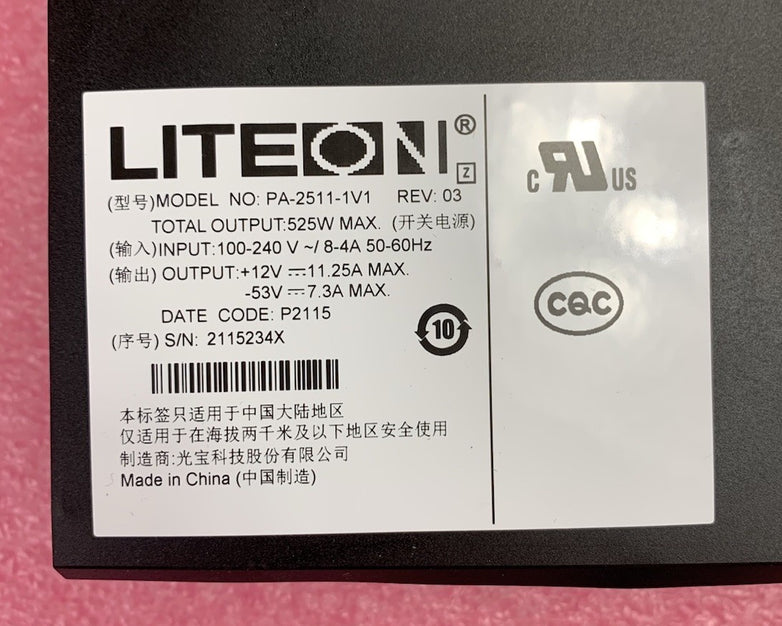 LITEON®
Z
(型号)MODEL NO: PA-2511-1V1 REV: 03
TOTAL OUTPUT:525W MAX. (开关电源)
(输入)INPUT:100-240 V ~/ 8-4A 50-60Hz
(输出) OUTPUT:+12V ⎓11.25A MAX.
-53V ⎓7.3A MAX.
DATE CODE: P2115
(序号) S/N: 2115234X
10
本标签只适用于中国大陆地区
仅适用于在海拔两千米及以下地区安全使用
制造商:光宝科技股份有限公司
Made in China (中国制造)
C RU US
CQC